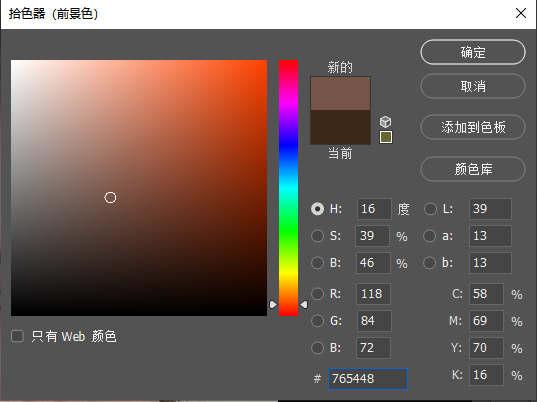 拾色器（前景色）
新的
当前
确定
取消
添加到色板
颜色库
H: 16 度
S: 39 %
B: 46 %
R: 118
G: 84
B: 72
# 765448
L: 39
a: 13
b: 13
C: 58 %
M: 69 %
Y: 70 %
K: 16 %
只有 Web 颜色